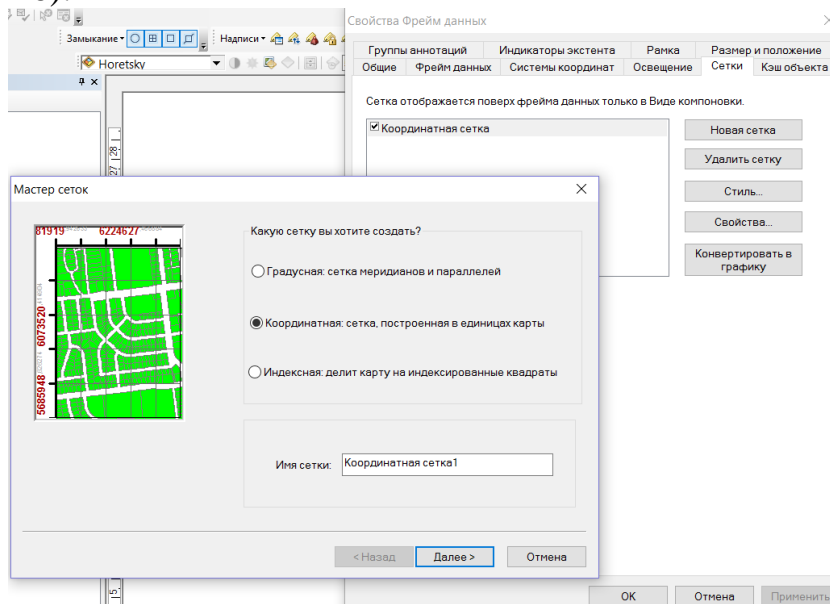 Замыкание
Надписи
Horetsky
27 | 28 |
15
Свойства Фрейм данных
Группы аннотаций Индикаторы экстента Рамка Размер и положение
Общие Фрейм данных Системы координат Освещение Сетки Кэш объекта
Сетка отображается поверх фрейма данных только в Виде компоновки.
Координатная сетка
Новая сетка
Удалить сетку
Стиль...
Свойства...
Конвертировать в
графику
Мастер сеток
81919 6224627
6073520
5685948
Какую сетку вы хотите создать?
Градусная: сетка меридианов и параллелей
Координатная: сетка, построенная в единицах карты
Индексная: делит карту на индексированные квадраты
Имя сетки: Координатная сетка1
< Назад Далее > Отмена
OK Отмена Применить